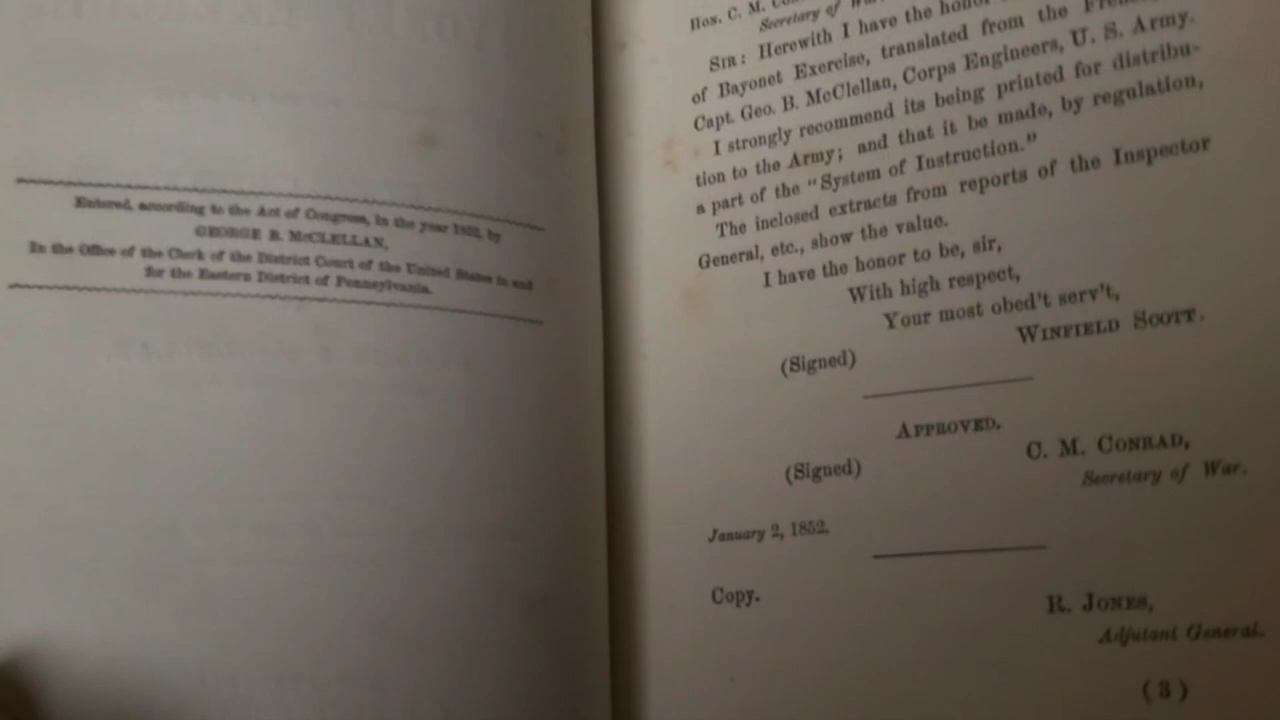 Entered, according to the Act of Congress, in the year 1852, by
GEORGE B. McCLELLAN,
In the Office of the Clerk of the District Court of the United States in and
for the Eastern District of Pennsylvania.
Hon. C. M.
Secretary of
Sir: Herewith I have the honor
of Bayonet Exercise, translated from the
Capt. Geo. B. McClellan, Corps Engineers, U. S. Army.
I strongly recommend its being printed for distribu-
tion to the Army; and that it be made, by regulation,
a part of the "System of Instruction."
The inclosed extracts from reports of the Inspector
General, etc., show the value.
I have the honor to be, sir,
With high respect,
Your most obed't serv't,
(Signed) Winfield Scott.
Approved.
(Signed) C. M. Conrad,
Secretary of War.
January 2, 1852.
Copy. R. Jones,
Adjutant General.
(3)